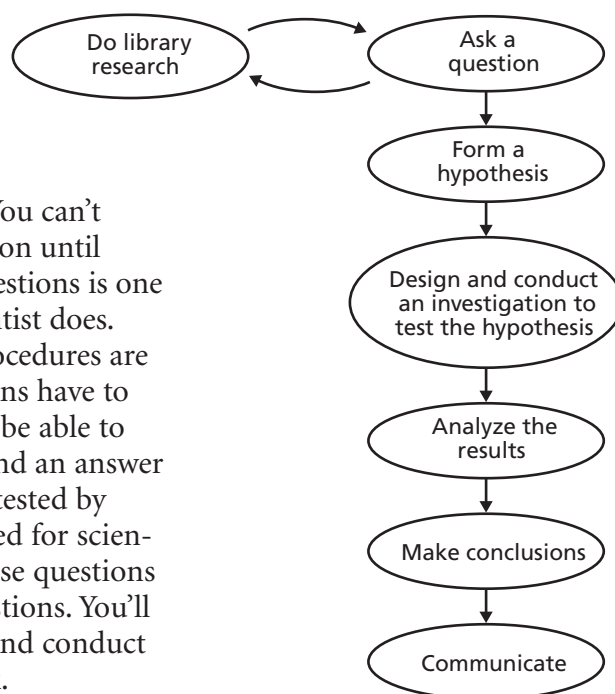 Do library
research
Ask a
question
Form a
hypothesis
Design and conduct
an investigation to
test the hypothesis
Analyze the
results
Make conclusions
Communicate
You can't
on until
estions is one
ntist does.
ocedures are
ns have to
be able to
nd an answer
tested by
ed for scien-
se questions
stions. You'll
nd conduct